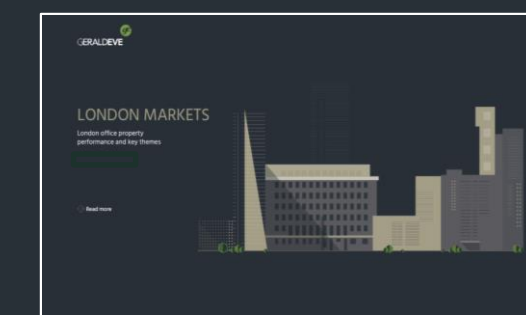 GERALDEVE
LONDON MARKETS
London office property
performance and key themes
Read more